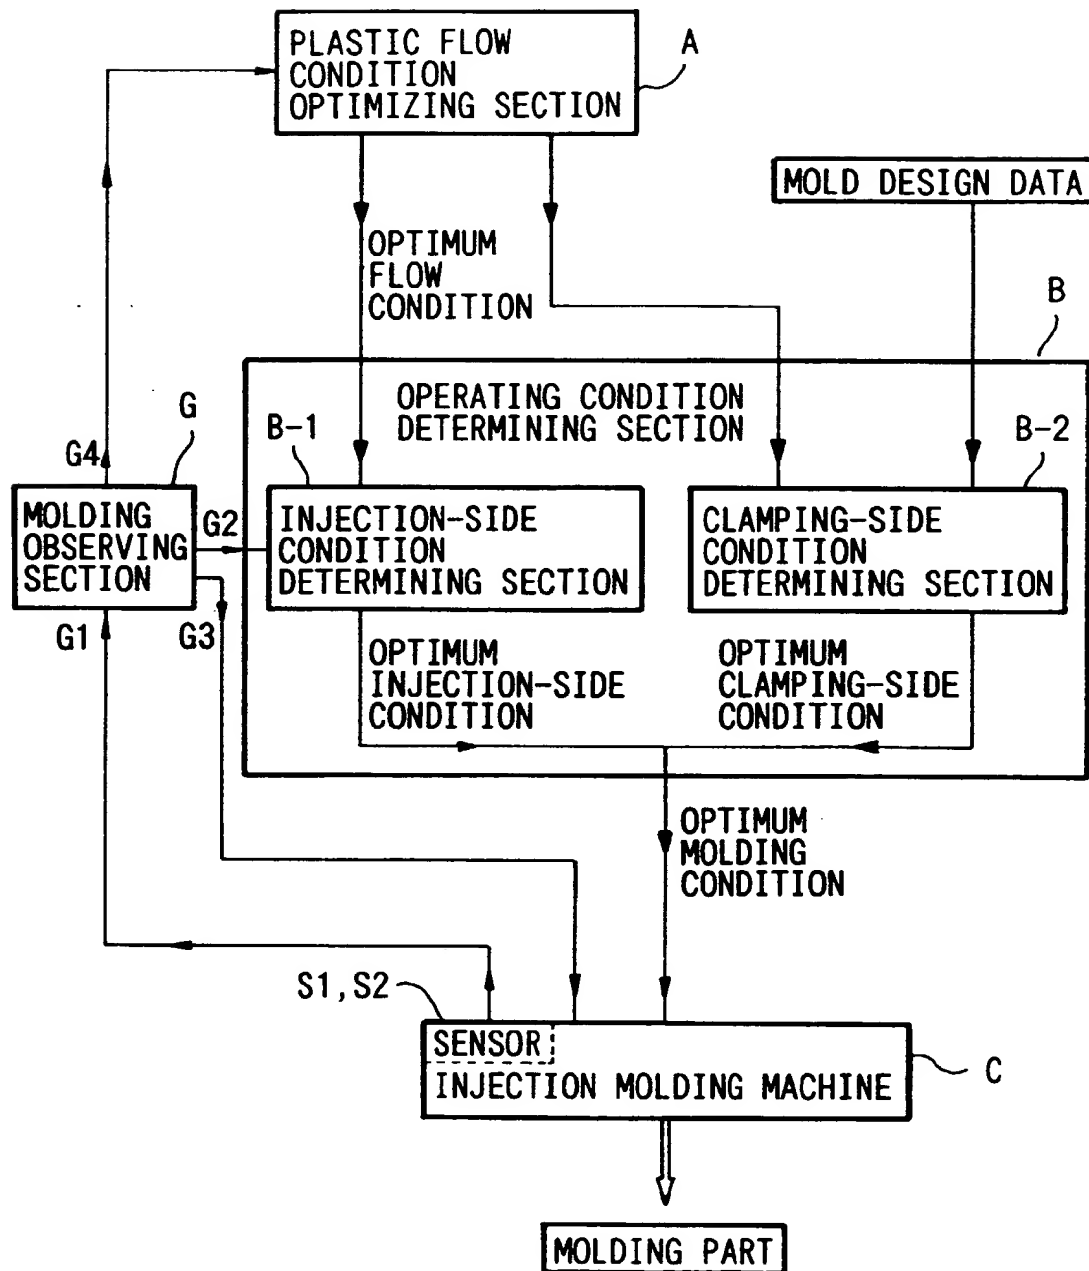 PLASTIC FLOW
CONDITION
OPTIMIZING SECTION
A
MOLD DESIGN DATA
OPTIMUM
FLOW
CONDITION
B
OPERATING CONDITION
DETERMINING SECTION
G
B-1
B-2
G4
MOLDING
OBSERVING
SECTION
G2
INJECTION-SIDE
CONDITION
DETERMINING SECTION
CLAMPING-SIDE
CONDITION
DETERMINING SECTION
G1
G3
OPTIMUM
INJECTION-SIDE
CONDITION
OPTIMUM
CLAMPING-SIDE
CONDITION
OPTIMUM
MOLDING
CONDITION
S1,S2
SENSOR
INJECTION MOLDING MACHINE
C
MOLDING PART